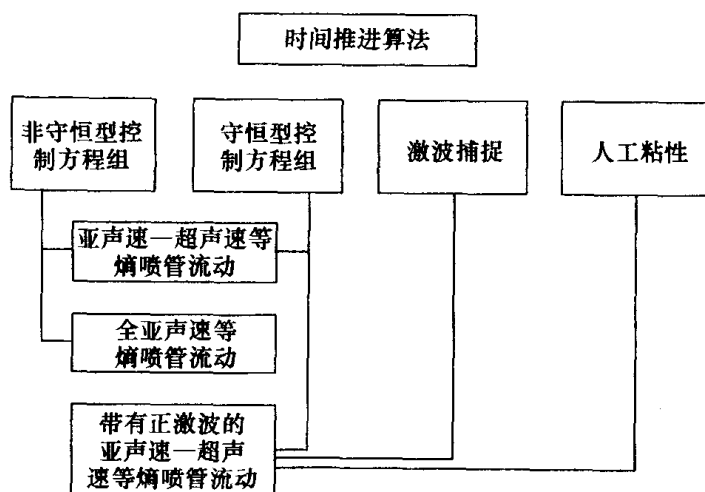 时间推进算法
非守恒型控
制方程组
守恒型控
制方程组
激波捕捉
人工粘性
亚声速—超声速等
熵喷管流动
全亚声速等
熵喷管流动
带有正激波的
亚声速—超声
速等熵喷管流动